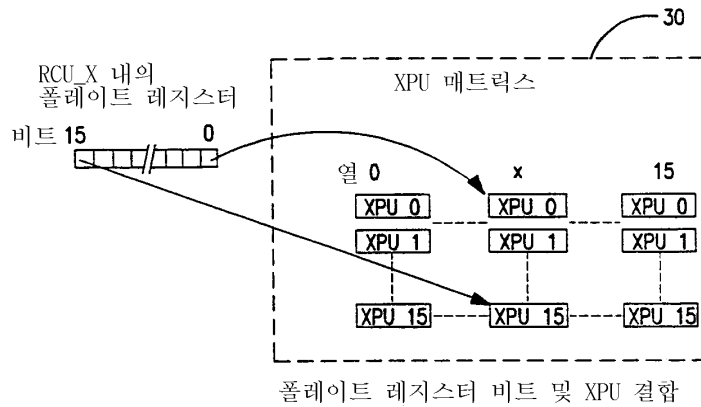 30
RCU_X 내의
폴레이트 레지스터
XPU 매트릭스
비트 15 0
열 0 x 15
XPU 0 XPU 0 XPU 0
XPU 1 XPU 1 XPU 1
XPU 15 XPU 15 XPU 15
폴레이트 레지스터 비트 및 XPU 결합